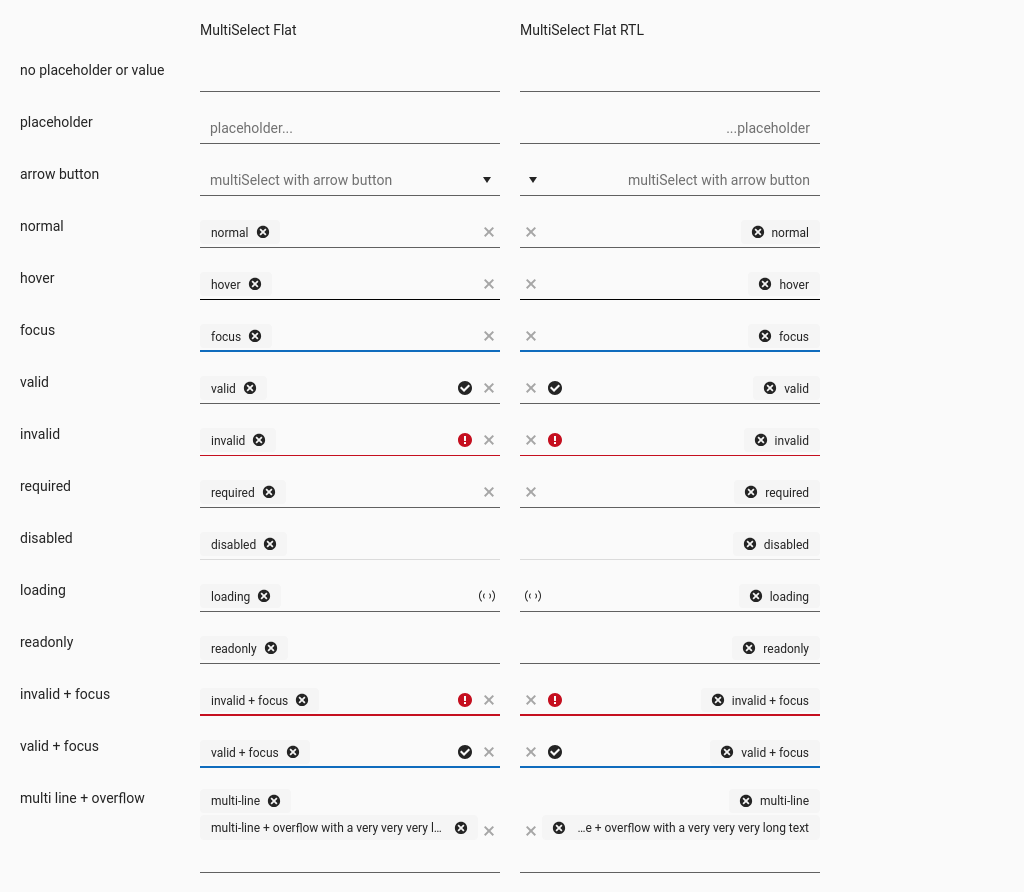 MultiSelect Flat MultiSelect Flat RTL
no placeholder or value
placeholder placeholder... ...placeholder
arrow button multiSelect with arrow button multiSelect with arrow button
normal normal normal
hover hover hover
focus focus focus
valid valid valid
invalid invalid invalid
required required required
disabled disabled disabled
loading loading loading
readonly readonly readonly
invalid + focus invalid + focus invalid + focus
valid + focus valid + focus valid + focus
multi line + overflow multi-line multi-line
multi-line + overflow with a very very very l... ...e + overflow with a very very very long text